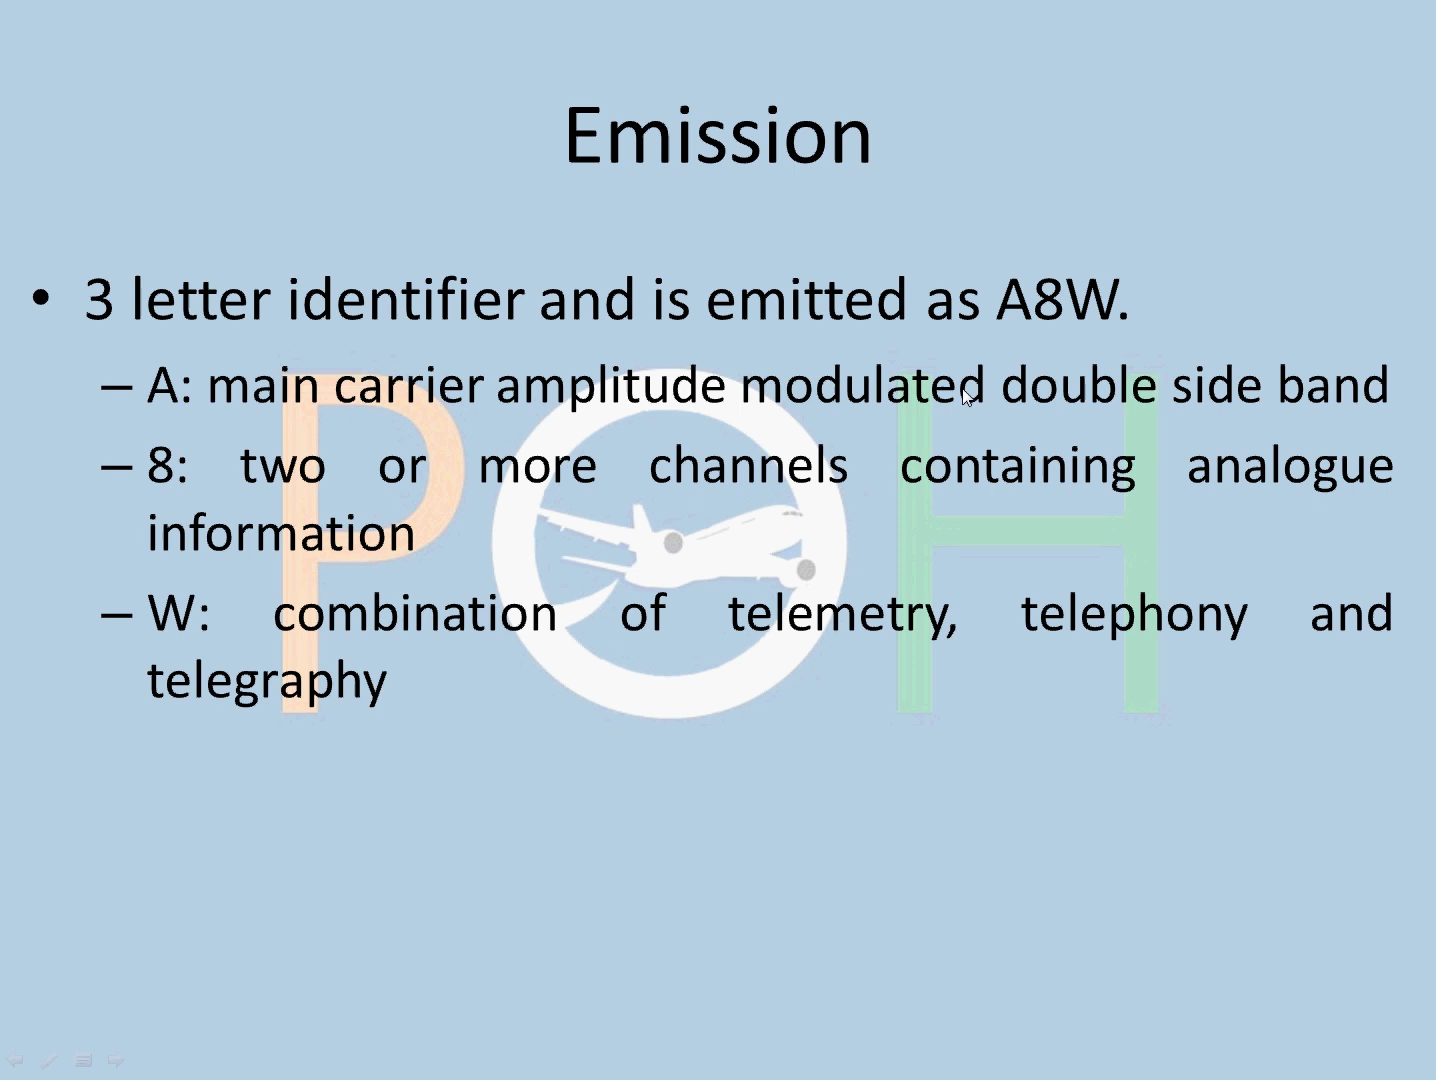 Emission
• 3 letter identifier and is emitted as A8W.
– A: main carrier amplitude modulated double side band
– 8: two or more channels containing analogue
information
– W: combination of telemetry, telephony and
telegraphy
POH